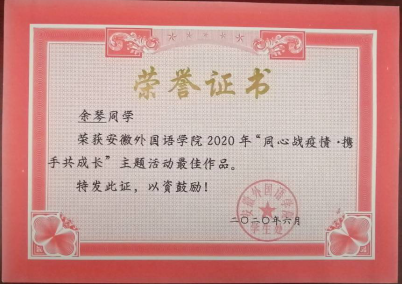 荣誉证书
余琴同学
荣获安徽外国语学院2020年“同心战疫情·携
手共成长”主题活动最佳作品。
特发此证，以资鼓励！
二〇二〇年六月